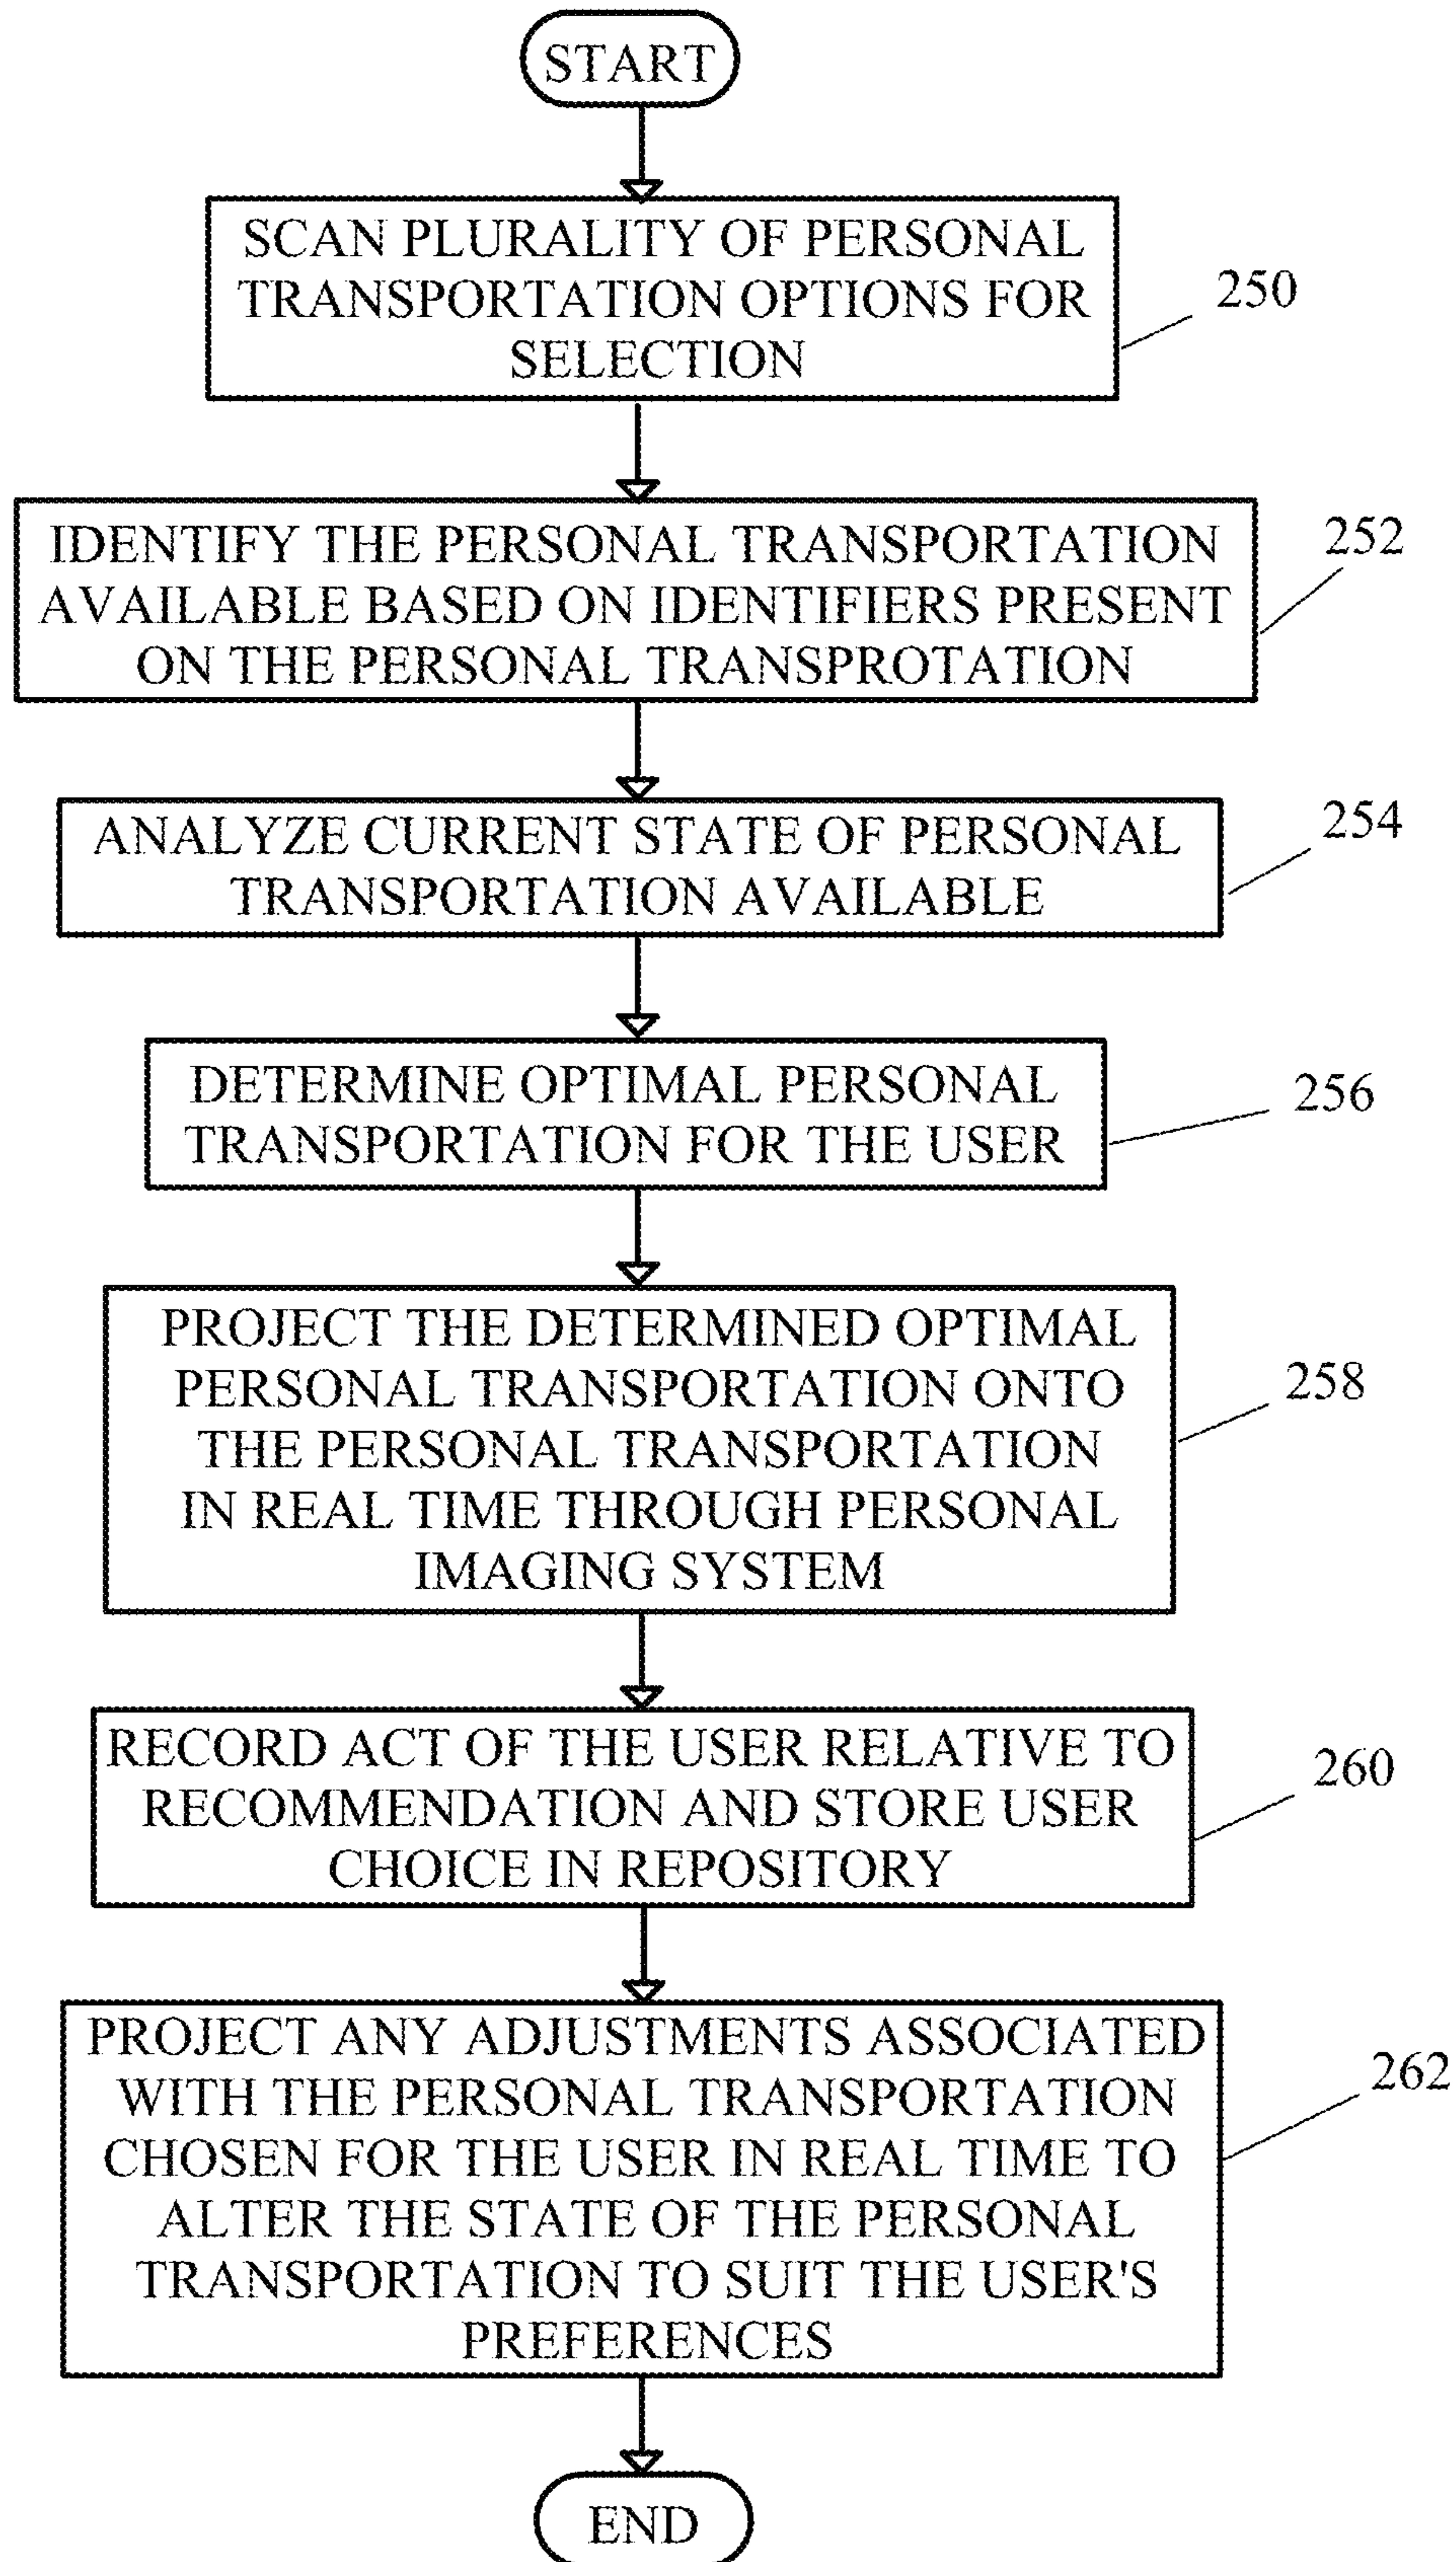 START
SCAN PLURALITY OF PERSONAL
TRANSPORTATION OPTIONS FOR
SELECTION
250
IDENTIFY THE PERSONAL TRANSPORTATION
AVAILABLE BASED ON IDENTIFIERS PRESENT
ON THE PERSONAL TRANSPROTATION
252
ANALYZE CURRENT STATE OF PERSONAL
TRANSPORTATION AVAILABLE
254
DETERMINE OPTIMAL PERSONAL
TRANSPORTATION FOR THE USER
256
PROJECT THE DETERMINED OPTIMAL
PERSONAL TRANSPORTATION ONTO
THE PERSONAL TRANSPORTATION
IN REAL TIME THROUGH PERSONAL
IMAGING SYSTEM
258
RECORD ACT OF THE USER RELATIVE TO
RECOMMENDATION AND STORE USER
CHOICE IN REPOSITORY
260
PROJECT ANY ADJUSTMENTS ASSOCIATED
WITH THE PERSONAL TRANSPORTATION
CHOSEN FOR THE USER IN REAL TIME TO
ALTER THE STATE OF THE PERSONAL
TRANSPORTATION TO SUIT THE USER'S
PREFERENCES
262
END